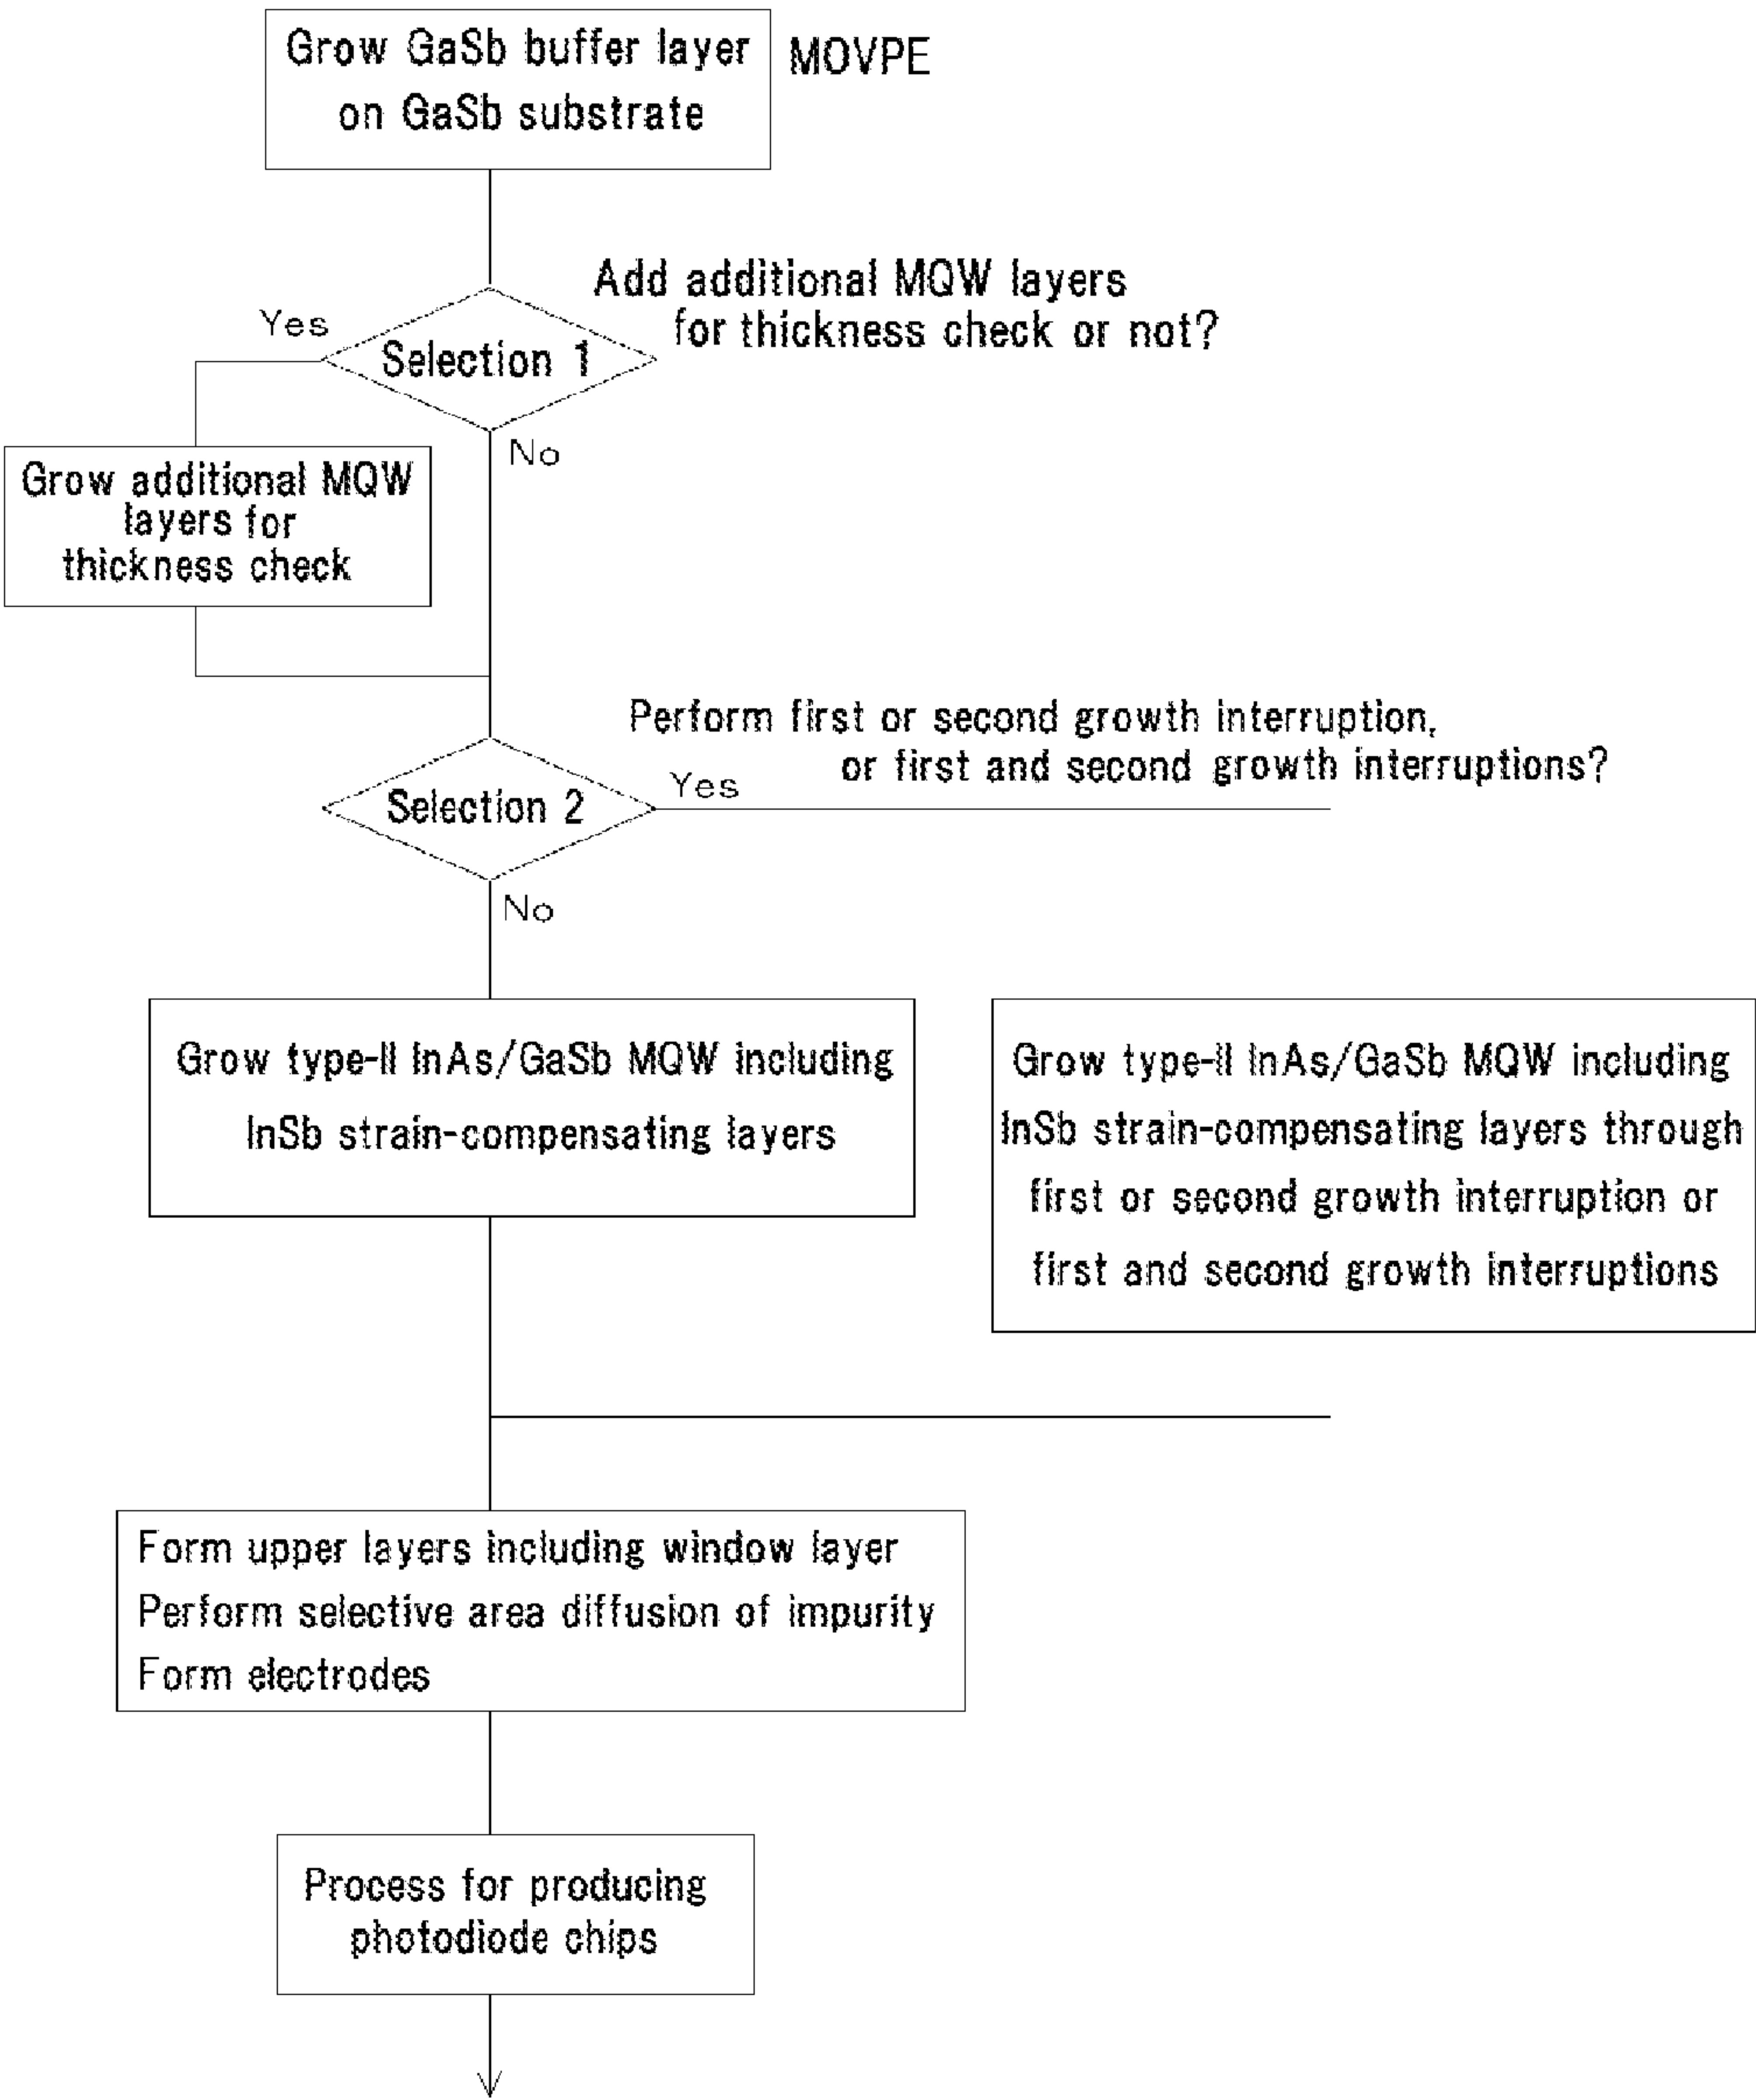 Grow GaSb buffer layer
on GaSb substrate
MOVPE
Add additional MQW layers
for thickness check or not?
Yes
Selection 1
No
Grow additional MQW
layers for
thickness check
Perform first or second growth interruption,
or first and second growth interruptions?
Yes
Selection 2
No
Grow type-II InAs/GaSb MQW including
InSb strain-compensating layers
Grow type-II InAs/GaSb MQW including
InSb strain-compensating layers through
first or second growth interruption or
first and second growth interruptions
Form upper layers including window layer
Perform selective area diffusion of impurity
Form electrodes
Process for producing
photodiode chips